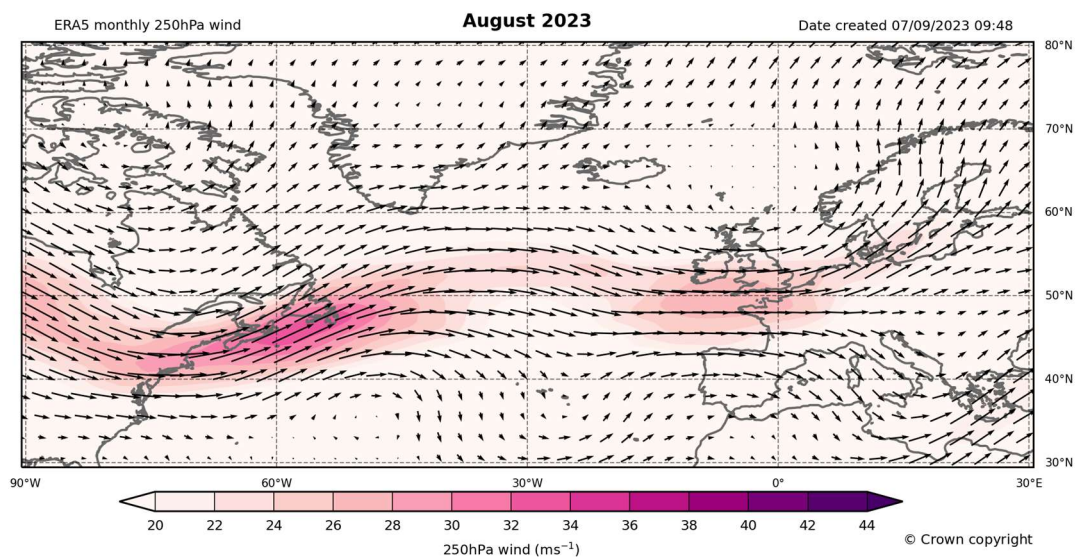 ERA5 monthly 250hPa wind
August 2023
Date created 07/09/2023 09:48
80°N
70°N
60°N
50°N
40°N
30°N
90°W 60°W 30°W 0° 30°E
20 22 24 26 28 30 32 34 36 38 40 42 44
250hPa wind (ms⁻¹)
© Crown copyright